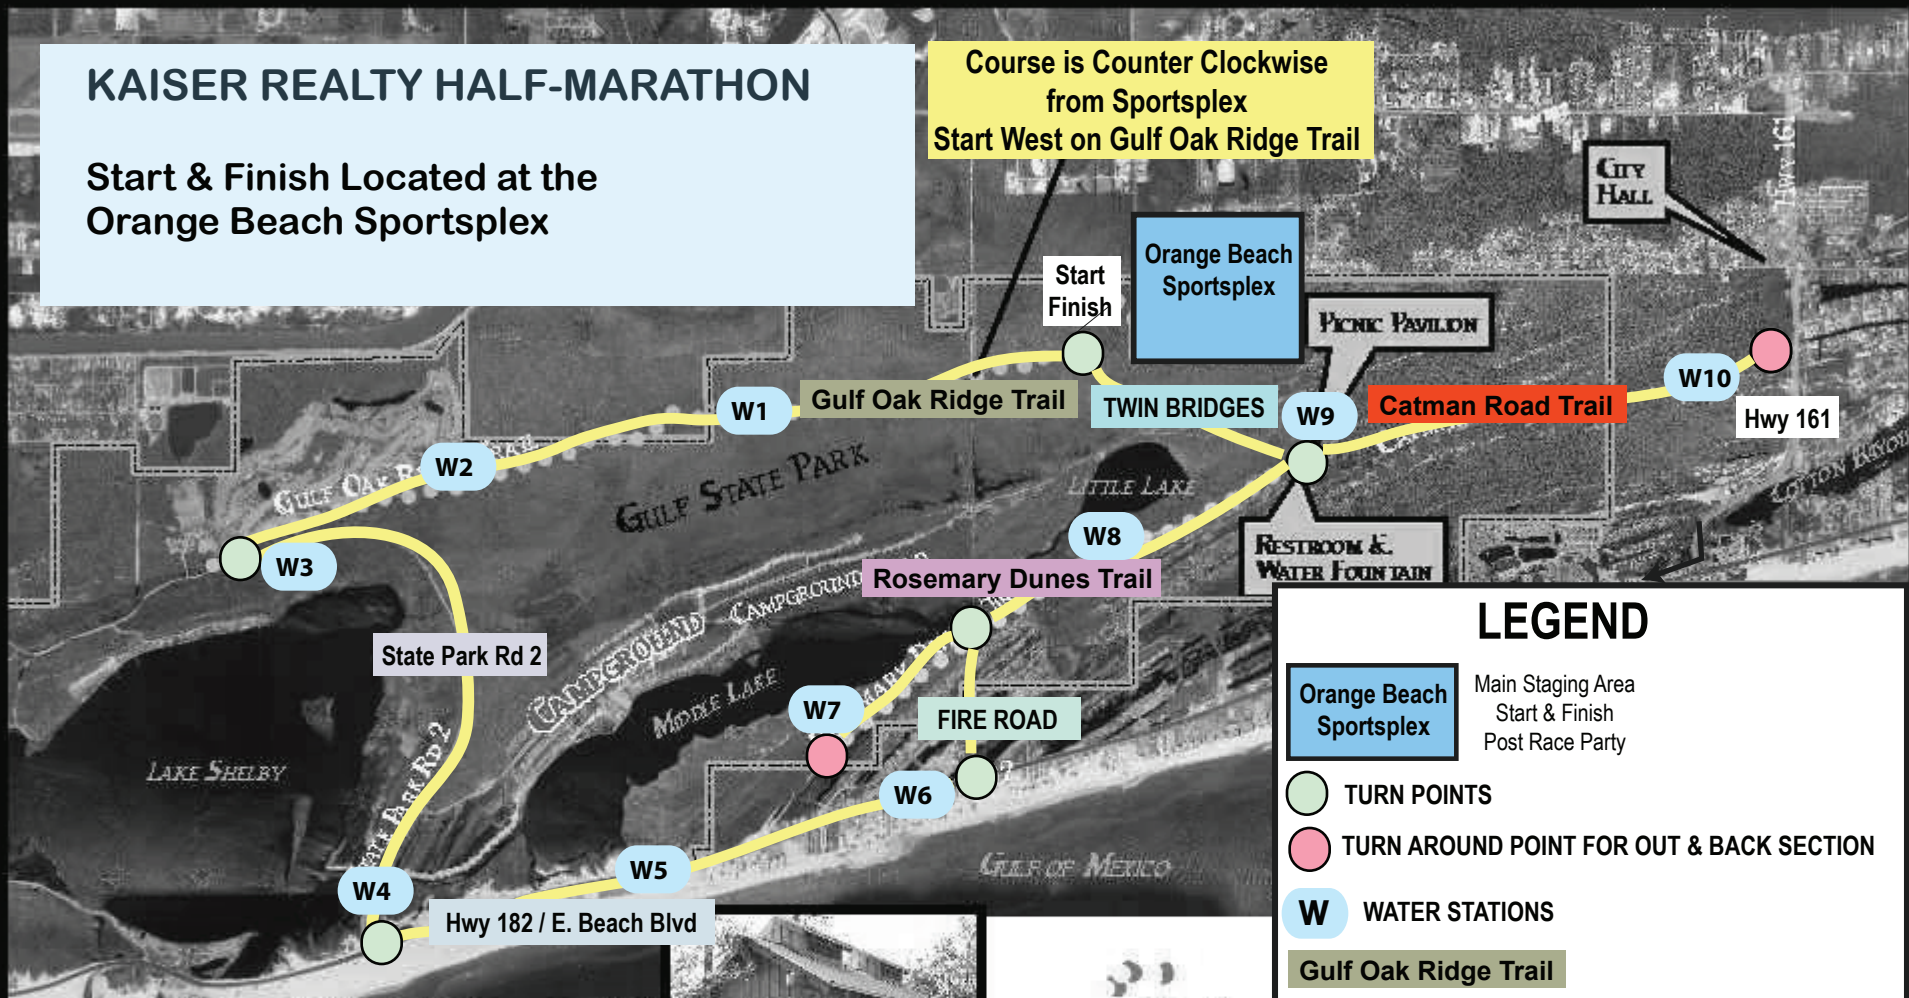 KAISER REALTY HALF-MARATHON
Start & Finish Located at the
Orange Beach Sportsplex
Course is Counter Clockwise
from Sportsplex
Start West on Gulf Oak Ridge Trail
Hwy 161
CITY
HALL
Start
Finish
Orange Beach
Sportsplex
PICNIC PAVILION
W1
Gulf Oak Ridge Trail
TWIN BRIDGES
W9
Catman Road Trail
W10
Hwy 161
W2
GULF OAK
GULF STATE PARK
LITTLE LAKE
COTTON BAYOU
W3
W8
RESTROOM &
WATER FOUNTAIN
Rosemary Dunes Trail
CAMPGROUND
CAMPGROUND
State Park Rd 2
MIDDLE LAKE
W7
FIRE ROAD
LAKE SHELBY
PARK RD 2
W6
W5
GULF OF MEXICO
W4
Hwy 182 / E. Beach Blvd
LEGEND
Orange Beach
Sportsplex
Main Staging Area
Start & Finish
Post Race Party
TURN POINTS
TURN AROUND POINT FOR OUT & BACK SECTION
W
WATER STATIONS
Gulf Oak Ridge Trail